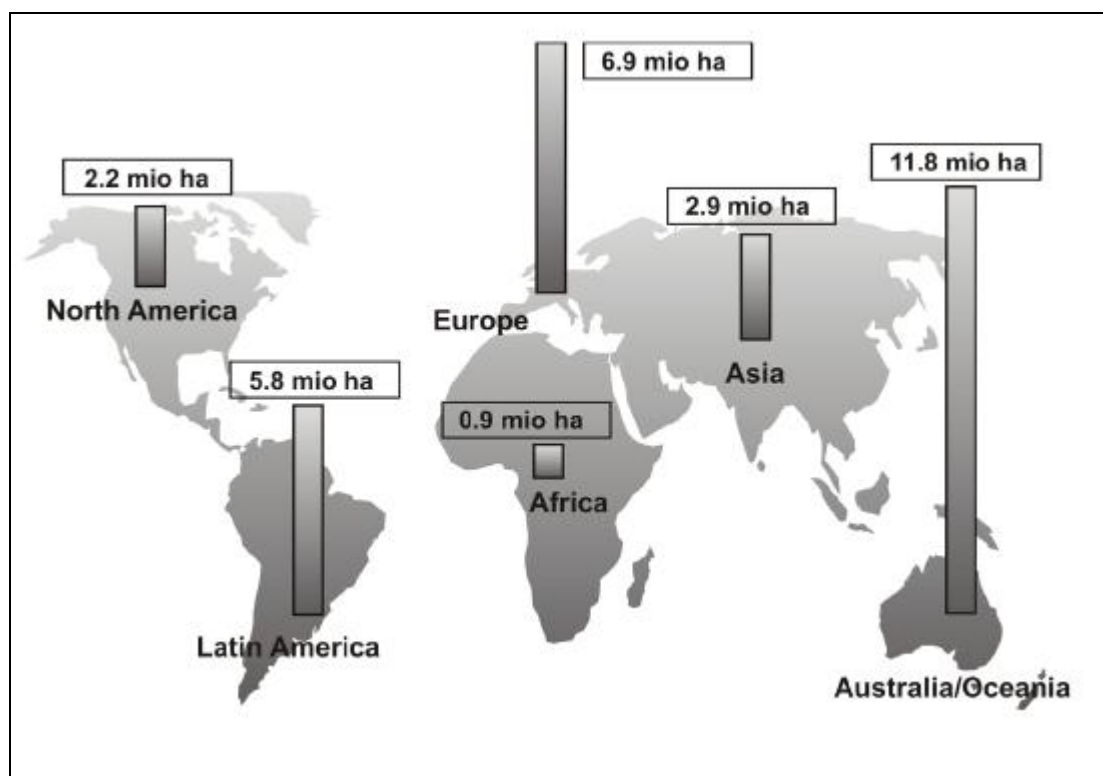 6.9 mio ha
2.2 mio ha
11.8 mio ha
2.9 mio ha
North America
Europe
Asia
5.8 mio ha
0.9 mio ha
Africa
Latin America
Australia/Oceania